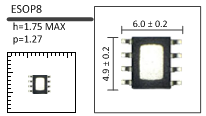 ESOP8
h=1.75 MAX
p=1.27
6.0 ± 0.2
4.9 ± 0.2